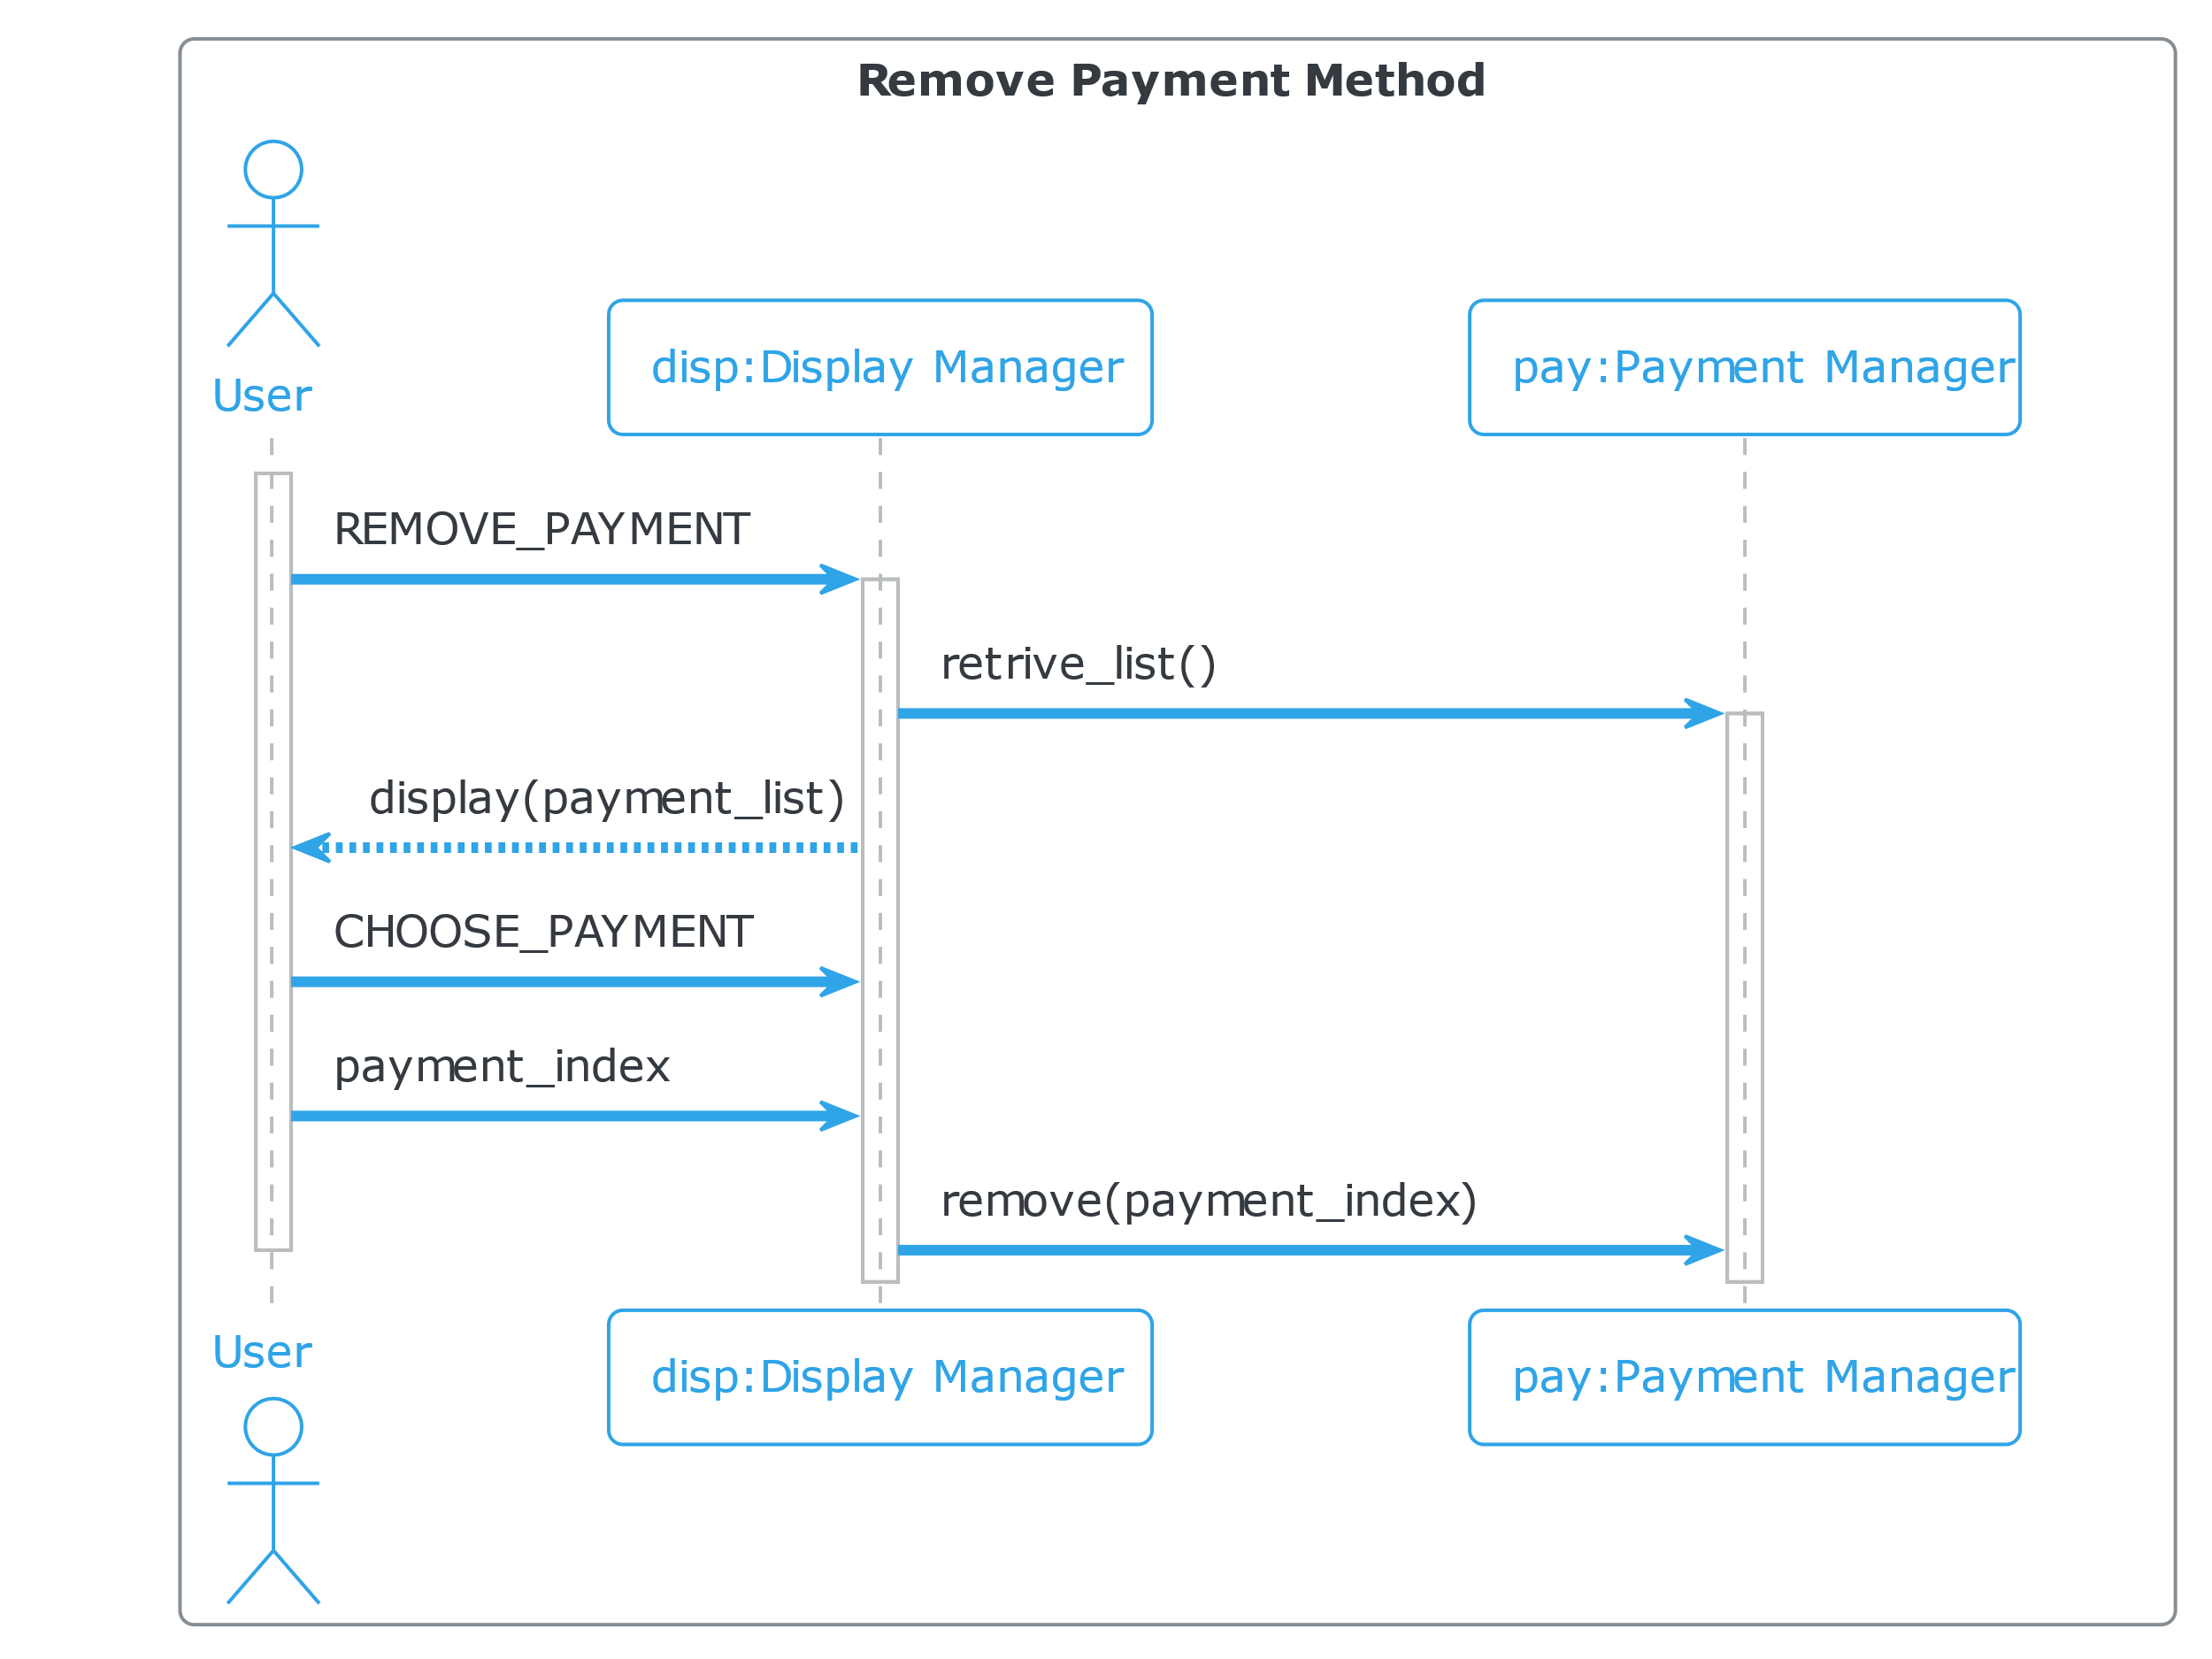 Remove Payment Method
User
disp:Display Manager
pay:Payment Manager
REMOVE_PAYMENT
retrive_list()
display(payment_list)
CHOOSE_PAYMENT
payment_index
remove(payment_index)
User
disp:Display Manager
pay:Payment Manager